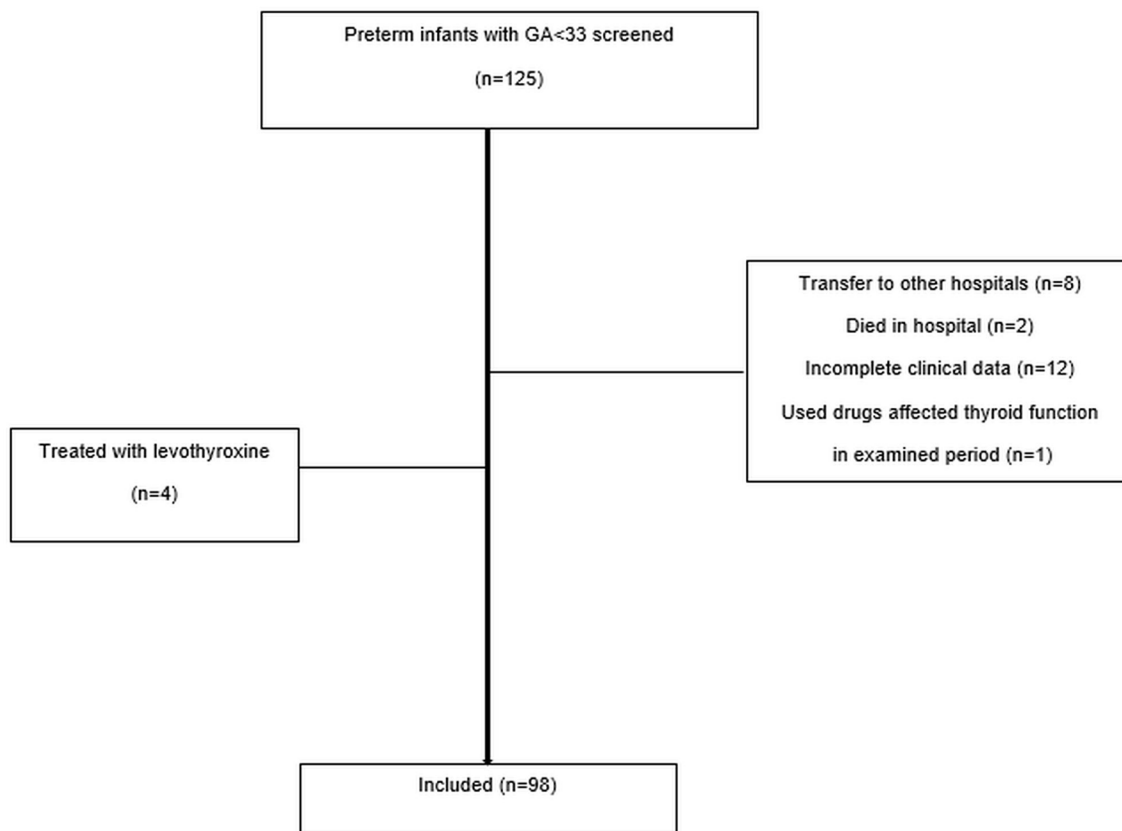 Preterm infants with GA<33 screened
(n=125)
Transfer to other hospitals (n=8)
Died in hospital (n=2)
Incomplete clinical data (n=12)
Used drugs affected thyroid function
in examined period (n=1)
Treated with levothyroxine
(n=4)
Included (n=98)